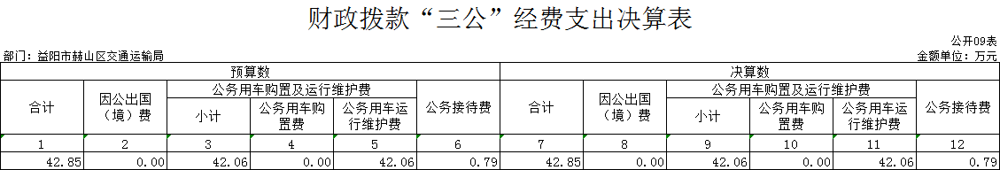 财政拨款“三公”经费支出决算表
公开09表
部门：益阳市赫山区交通运输局 金额单位：万元
预算数 决算数
合计 因公出国（境）费 公务用车购置及运行维护费 公务接待费 合计 因公出国（境）费 公务用车购置及运行维护费 公务接待费
小计 公务用车购置费 公务用车运行维护费 小计 公务用车购置费 公务用车运行维护费
1 2 3 4 5 6 7 8 9 10 11 12
42.85 0.00 42.06 0.00 42.06 0.79 42.85 0.00 42.06 0.00 42.06 0.79